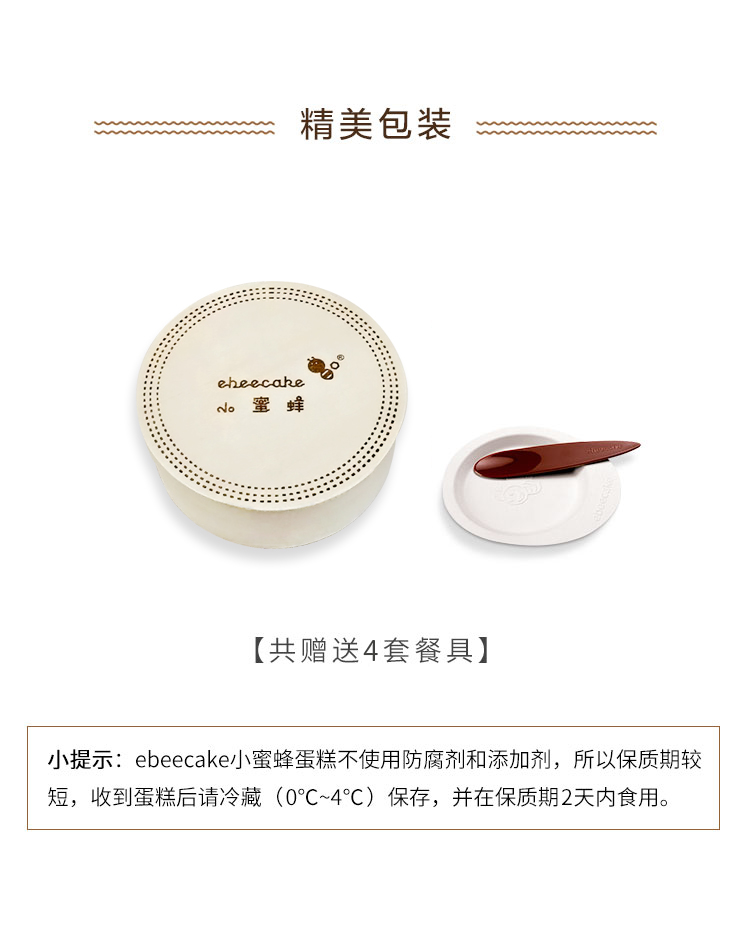 精美包装
ebeecake
®
小蜜蜂
ebeecake
【共赠送4套餐具】
小提示：ebeecake小蜜蜂蛋糕不使用防腐剂和添加剂，所以保质期较
短，收到蛋糕后请冷藏（0℃~4℃）保存，并在保质期2天内食用。